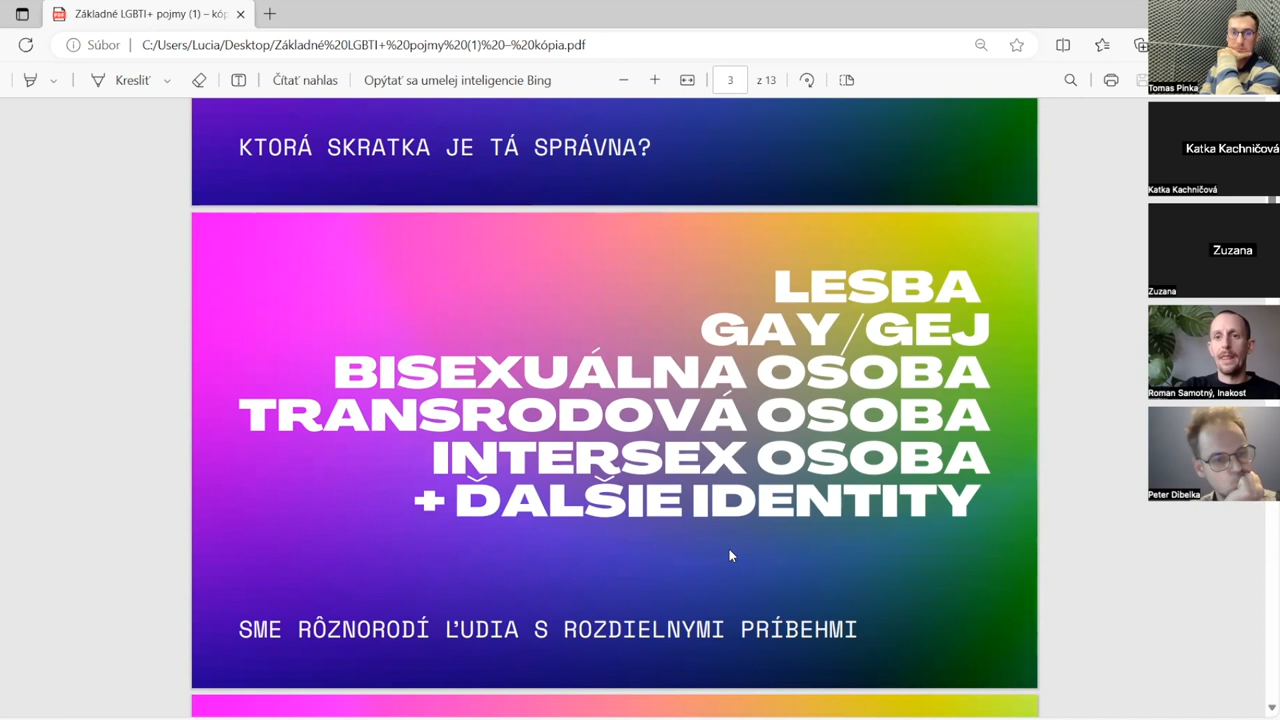 Základné LGBTI+ pojmy (1) – kóp
Súbor
C:/Users/Lucia/Desktop/Základné%20LGBTI+%20pojmy%20(1)%20–%20kópia.pdf
Kresliť
Čítať nahlas
Opýtať sa umelej inteligencie Bing
3
z 13
KTORÁ SKRATKA JE TÁ SPRÁVNA?
LESBA
GAY/GEJ
BISEXUÁLNA OSOBA
TRANSRODOVÁ OSOBA
INTERSEX OSOBA
+ ĎALŠIE IDENTITY
SME RÔZNORODÍ ĽUDIA S ROZDIELNYMI PRÍBEHMI
Tomas Pinka
Katka Kachničová
Katka Kachničová
Zuzana
Zuzana
Roman Samotný, Inakosť
Peter Dibelka